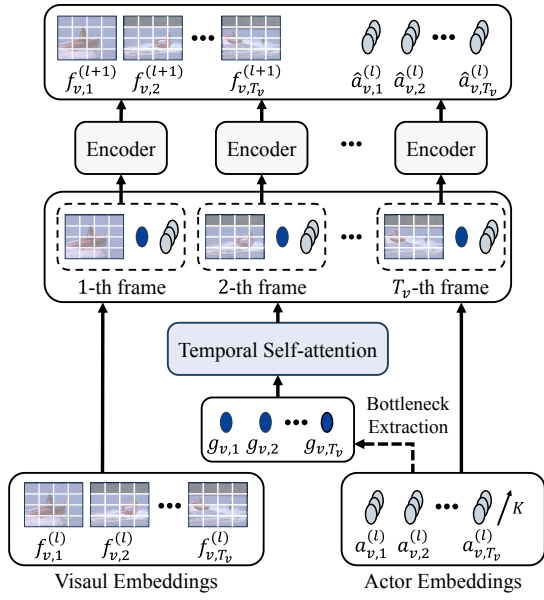 f_{v,1}^{(l+1)} f_{v,2}^{(l+1)} ••• f_{v,T_v}^{(l+1)} â_{v,1}^{(l)} â_{v,2}^{(l)} ••• â_{v,T_v}^{(l)}
Encoder Encoder ••• Encoder
•••
1-th frame 2-th frame T_v-th frame
Temporal Self-attention
Bottleneck
Extraction
g_{v,1} g_{v,2} ••• g_{v,T_v}
K
f_{v,1}^{(l)} f_{v,2}^{(l)} ••• f_{v,T_v}^{(l)} a_{v,1}^{(l)} a_{v,2}^{(l)} ••• a_{v,T_v}^{(l)}
Visaul Embeddings Actor Embeddings